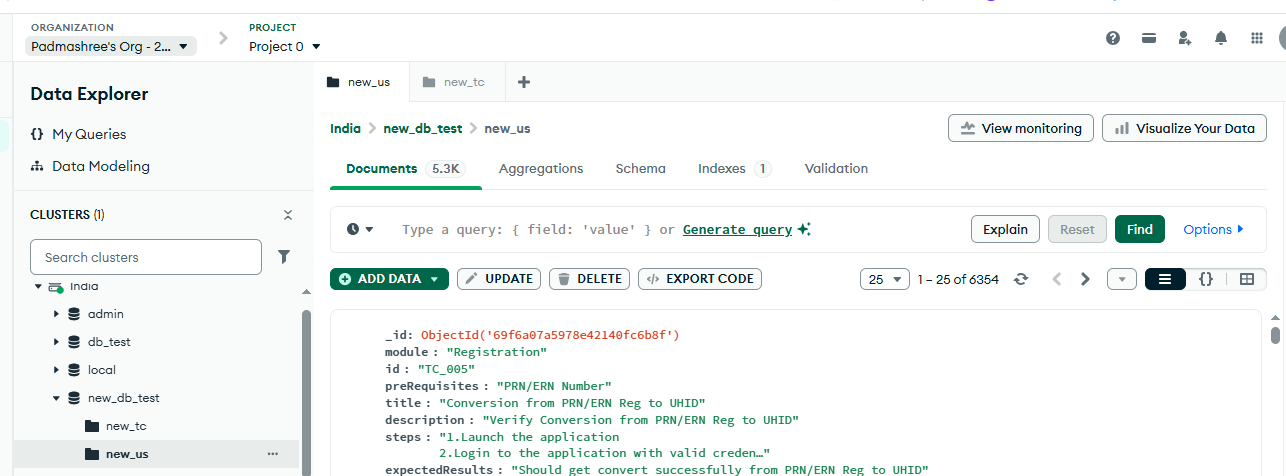 ORGANIZATION
Padmashree's Org - 2...
PROJECT
Project 0
Data Explorer
My Queries
Data Modeling
CLUSTERS (1)
Search clusters
India
admin
db_test
local
new_db_test
new_tc
new_us
new_us
new_tc
India > new_db_test > new_us
View monitoring
Visualize Your Data
Documents 5.3K
Aggregations
Schema
Indexes 1
Validation
Type a query: { field: 'value' } or Generate query
Explain
Reset
Find
Options
ADD DATA
UPDATE
DELETE
EXPORT CODE
25
1 – 25 of 6354
{}
_id: ObjectId('69f6a07a5978e42140fc6b8f')
module : "Registration"
id : "TC_005"
preRequisites : "PRN/ERN Number"
title : "Conversion from PRN/ERN Reg to UHID"
description : "Verify Conversion from PRN/ERN Reg to UHID"
steps : "1.Launch the application
2.Login to the application with valid creden…"
expectedResults : "Should get convert successfully from PRN/ERN Reg to UHID"